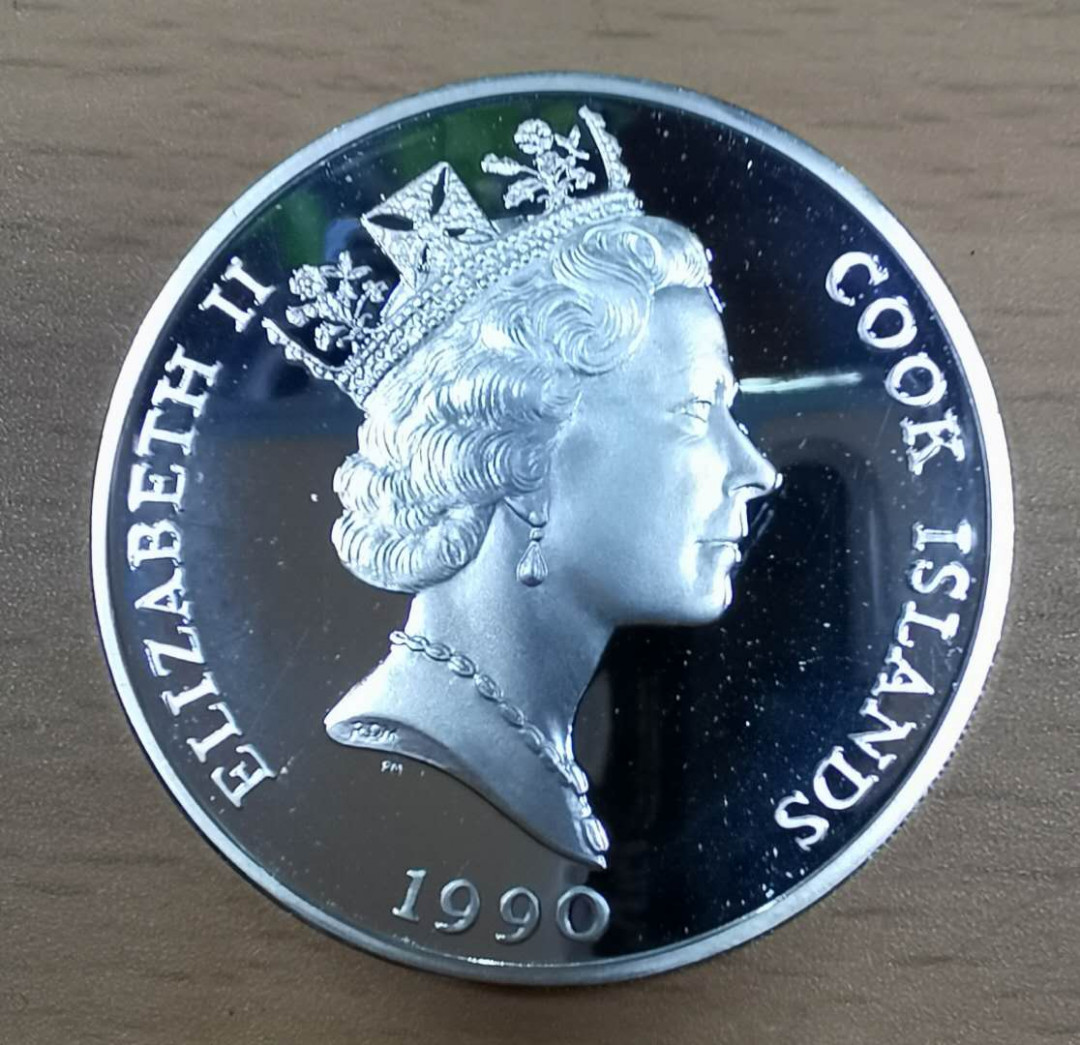 ELIZABETH II
COOK ISLANDS
RDM
PM
1990